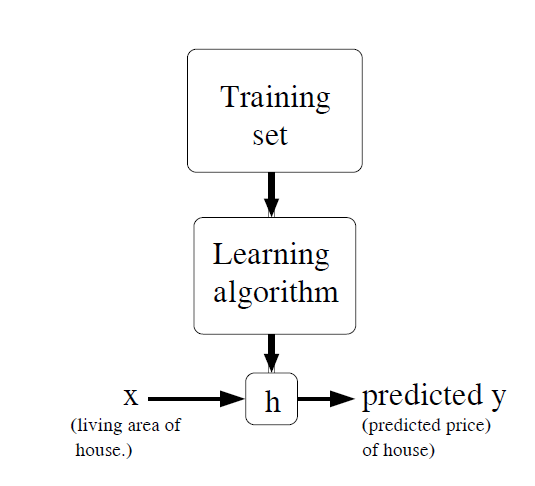 Training
set
Learning
algorithm
x
(living area of
house.)
h
predicted y
(predicted price)
of house)